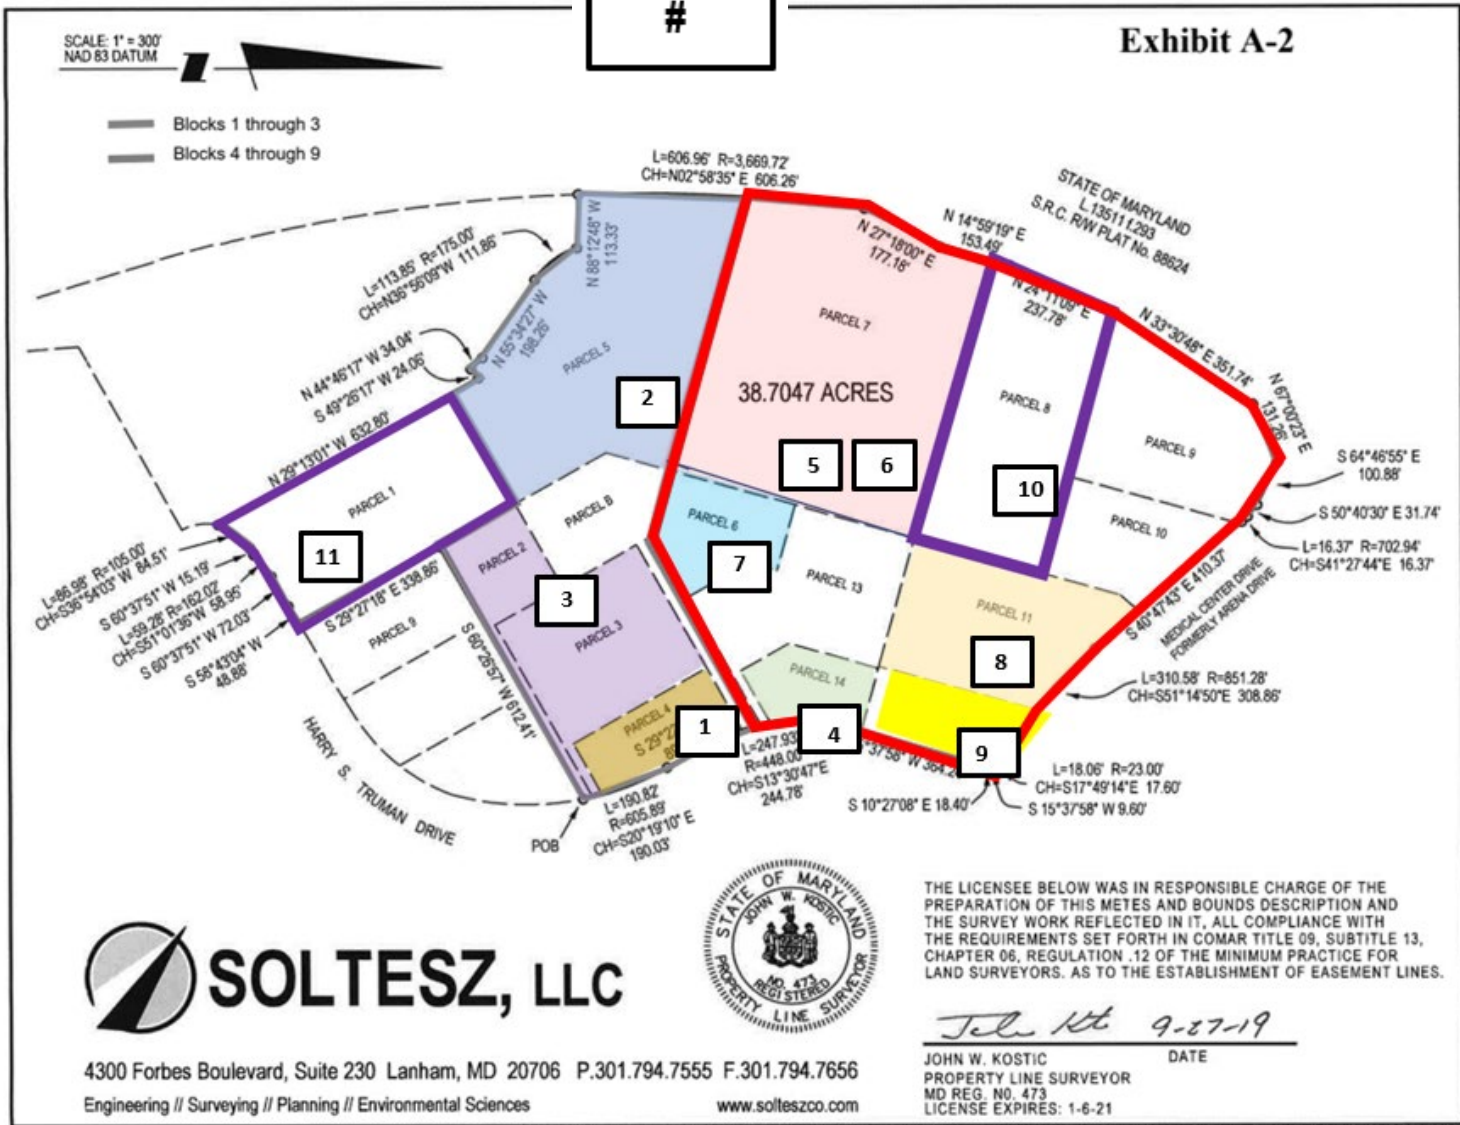 #
Exhibit A-2
SCALE: 1" = 300'
NAD 83 DATUM
Blocks 1 through 3
Blocks 4 through 9
L=606.96' R=3,669.72'
CH=N02°58'35" E 606.26'
STATE OF MARYLAND
L.13511 f.293
S.R.C. R/W PLAT No. 88624
N 14°59'19" E
153.49'
N 27°18'00" E
177.18'
N 24°11'09" E
237.78'
N 33°30'48" E 351.74'
N 67°00'23" E
131.26'
S 64°46'55" E
100.88'
S 50°40'30" E 31.74'
L=16.37' R=702.94'
CH=S41°27'44"E 16.37'
S 40°47'43" E 410.37'
MEDICAL CENTER DRIVE
FORMERLY ARENA DRIVE
L=310.58' R=851.28'
CH=S51°14'50"E 308.86'
L=18.06' R=23.00'
CH=S17°49'14"E 17.60'
S 15°37'58" W 9.60'
S 10°27'08" E 18.40'
°37'58" W 384.2
L=247.93'
R=448.00'
CH=S13°30'47"E
244.78'
L=190.82'
R=605.89'
CH=S20°19'10" E
190.03'
POB
N 88°12'48" W
113.33'
L=113.85' R=175.00'
CH=N36°56'09"W 111.86'
N 55°34'27" W
198.26'
N 44°46'17" W 34.04'
S 49°26'17" W 24.06'
N 29°13'01" W 632.80'
L=86.98' R=105.00'
CH=S36°54'03" W 84.51'
S 60°37'51" W 15.19'
L=59.28' R=162.02'
CH=S51°01'36"W 58.95'
S 60°37'51" W 72.03'
S 58°43'04" W
48.88'
S 29°27'18" E 338.86'
S 60°26'57" W 612.41'
HARRY S. TRUMAN DRIVE
PARCEL 1
11
PARCEL 9
PARCEL 2
PARCEL 3
3
PARCEL 4
S 29°22
1
PARCEL B
PARCEL 5
2
PARCEL 7
38.7047 ACRES
5
6
PARCEL 6
7
PARCEL 13
PARCEL 14
4
PARCEL 8
10
PARCEL 9
PARCEL 10
PARCEL 11
8
9
SOLTESZ, LLC
4300 Forbes Boulevard, Suite 230 Lanham, MD 20706 P.301.794.7555 F.301.794.7656
Engineering // Surveying // Planning // Environmental Sciences
www.solteszco.com
STATE OF MARYLAND
JOHN W. KOSTIC
NO. 473
REGISTERED
PROPERTY LINE SURVEYOR
THE LICENSEE BELOW WAS IN RESPONSIBLE CHARGE OF THE
PREPARATION OF THIS METES AND BOUNDS DESCRIPTION AND
THE SURVEY WORK REFLECTED IN IT, ALL COMPLIANCE WITH
THE REQUIREMENTS SET FORTH IN COMAR TITLE 09, SUBTITLE 13,
CHAPTER 06, REGULATION .12 OF THE MINIMUM PRACTICE FOR
LAND SURVEYORS. AS TO THE ESTABLISHMENT OF EASEMENT LINES.
9-27-19
JOHN W. KOSTIC
DATE
PROPERTY LINE SURVEYOR
MD REG. NO. 473
LICENSE EXPIRES: 1-6-21